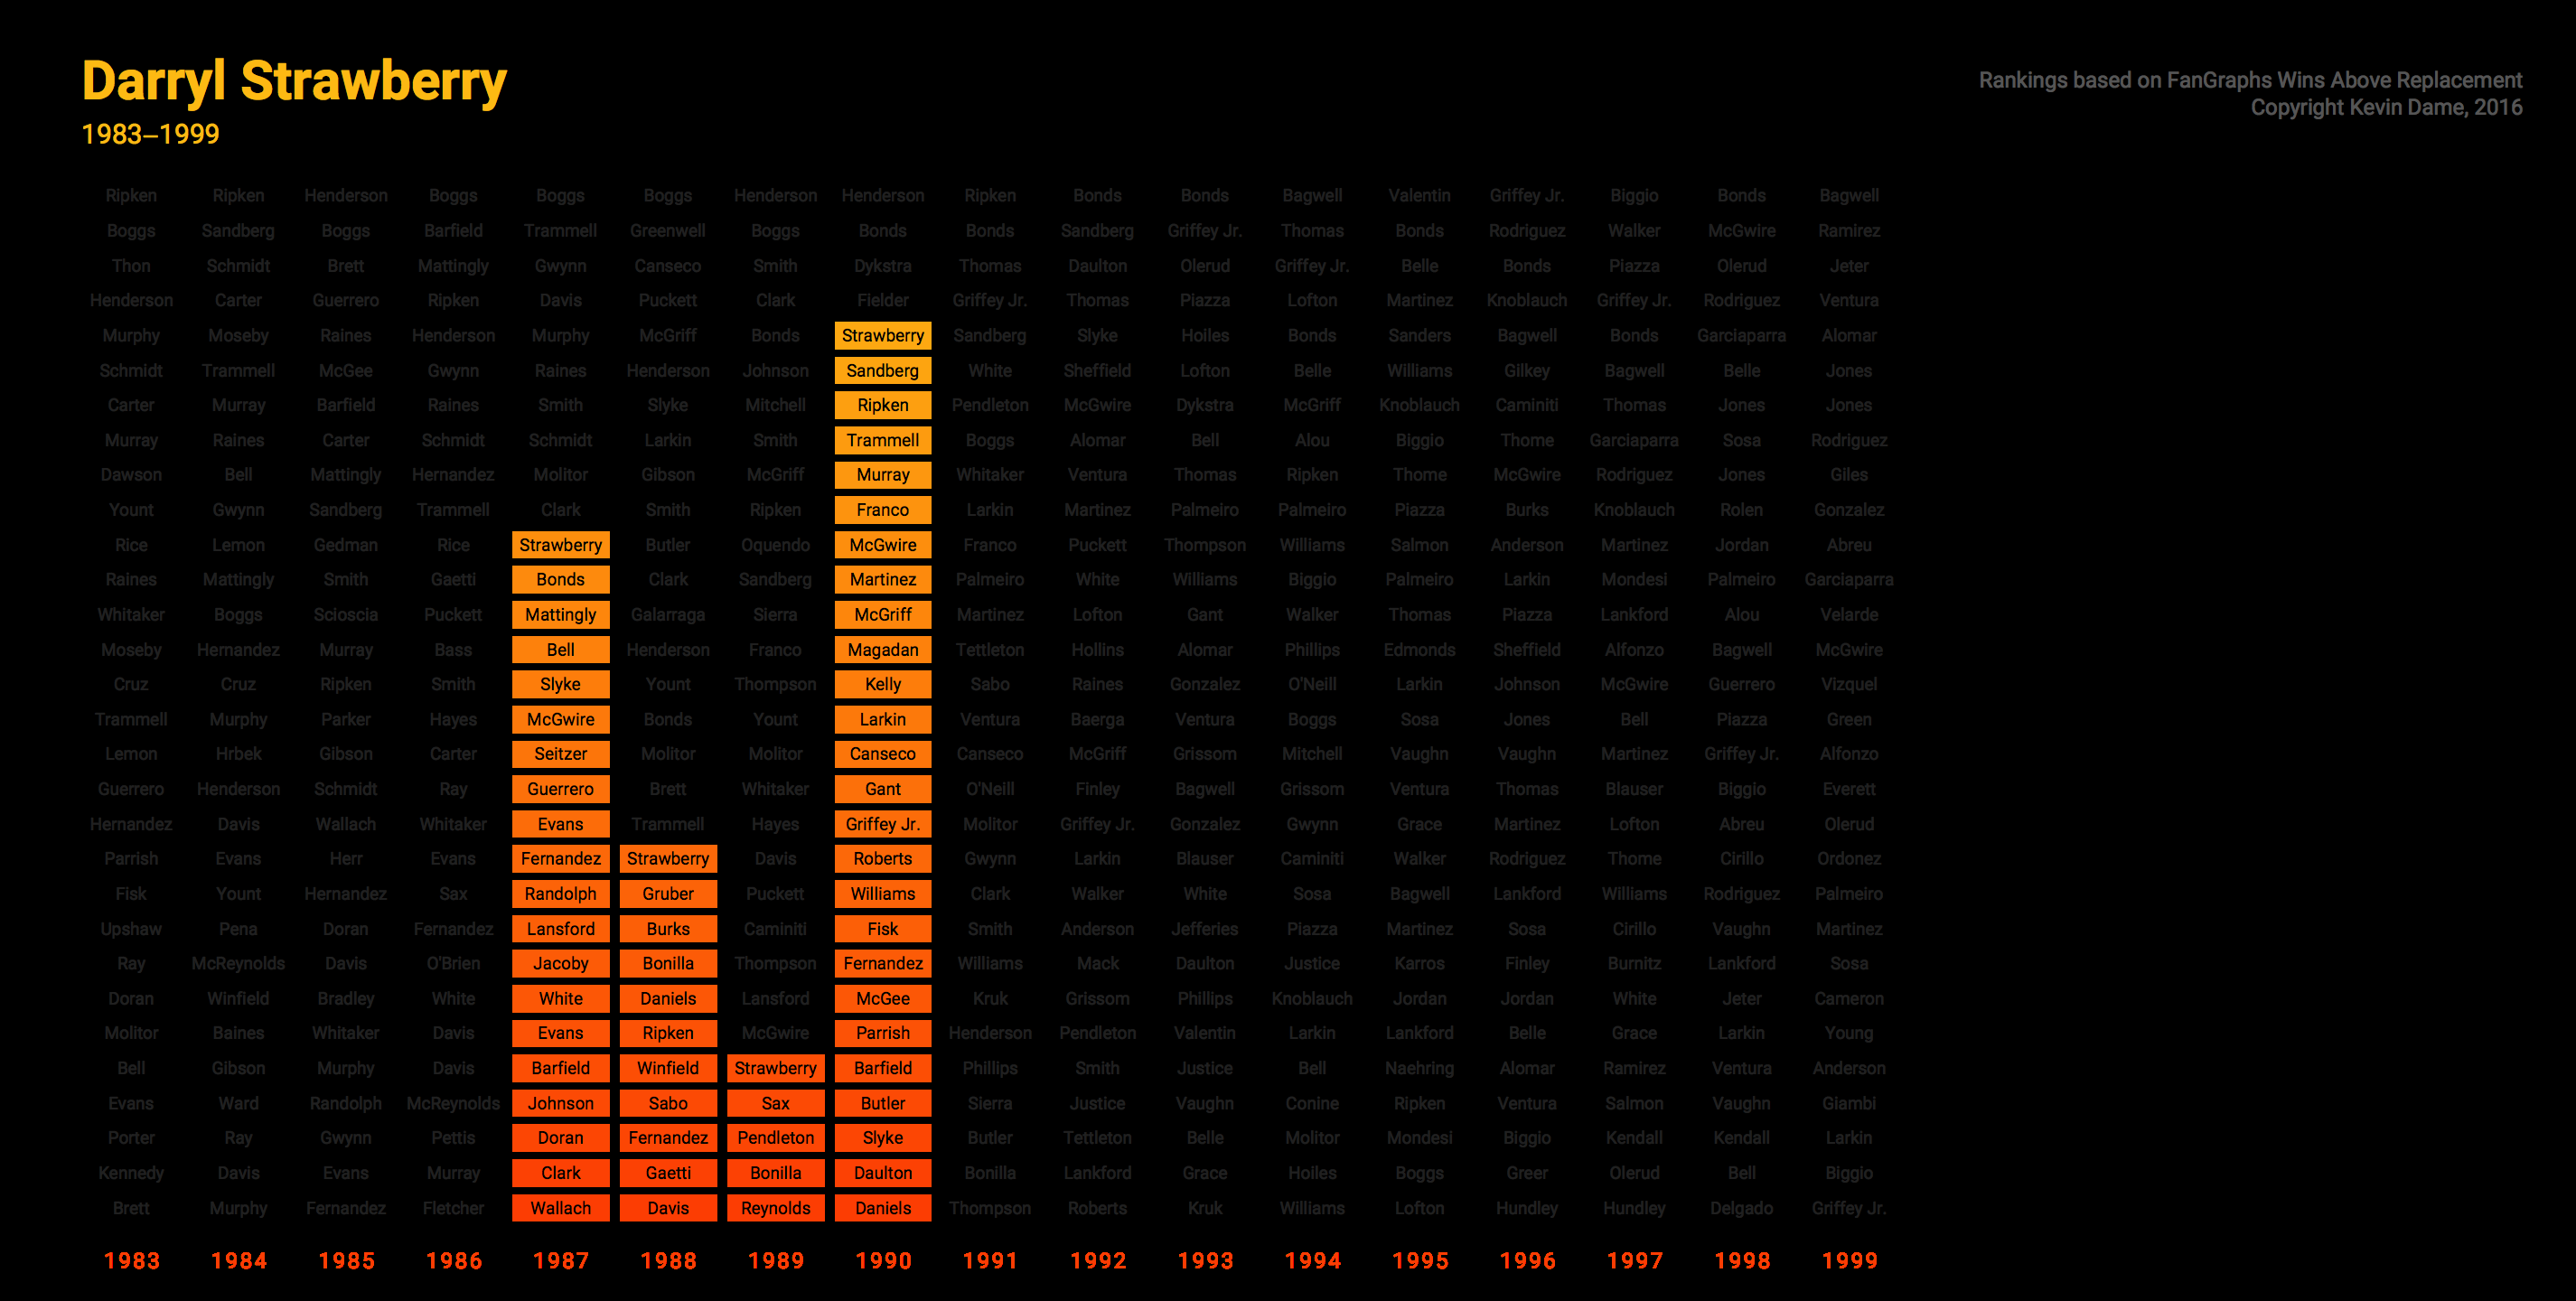 Darryl Strawberry
1983–1999
Rankings based on FanGraphs Wins Above Replacement
Copyright Kevin Dame, 2016
Ripken Ripken Henderson Boggs Boggs Boggs Henderson Henderson Ripken Bonds Bonds Bagwell Valentin Griffey Jr. Biggio Bonds Bagwell
Boggs Sandberg Boggs Barfield Trammell Greenwell Boggs Bonds Bonds Sandberg Griffey Jr. Thomas Bonds Rodriguez Walker McGwire Ramirez
Thon Schmidt Brett Mattingly Gwynn Canseco Smith Dykstra Thomas Daulton Olerud Griffey Jr. Belle Bonds Piazza Olerud Jeter
Henderson Carter Guerrero Ripken Davis Puckett Clark Fielder Griffey Jr. Thomas Piazza Lofton Martinez Knoblauch Griffey Jr. Rodriguez Ventura
Murphy Moseby Raines Henderson Murphy McGriff Bonds Strawberry Sandberg Slyke Hoiles Bonds Sanders Bagwell Bonds Garciaparra Alomar
Schmidt Trammell McGee Gwynn Raines Henderson Johnson Sandberg White Sheffield Lofton Belle Williams Gilkey Bagwell Belle Jones
Carter Murray Barfield Raines Smith Slyke Mitchell Ripken Pendleton McGwire Dykstra McGriff Knoblauch Caminiti Thomas Jones Jones
Murray Raines Carter Schmidt Schmidt Larkin Smith Trammell Boggs Alomar Bell Alou Biggio Thome Garciaparra Sosa Rodriguez
Dawson Bell Mattingly Hernandez Molitor Gibson McGriff Murray Whitaker Ventura Thomas Ripken Thome McGwire Rodriguez Jones Giles
Yount Gwynn Sandberg Trammell Clark Smith Ripken Franco Larkin Martinez Palmeiro Palmeiro Piazza Burks Knoblauch Rolen Gonzalez
Rice Lemon Gedman Rice Strawberry Butler Oquendo McGwire Franco Puckett Thompson Williams Salmon Anderson Martinez Jordan Abreu
Raines Mattingly Smith Gaetti Bonds Clark Sandberg Martinez Palmeiro White Williams Biggio Palmeiro Larkin Mondesi Palmeiro Garciaparra
Whitaker Boggs Scioscia Puckett Mattingly Galarraga Sierra McGriff Martinez Lofton Gant Walker Thomas Piazza Lankford Alou Velarde
Moseby Hernandez Murray Bass Bell Henderson Franco Magadan Tettleton Hollins Alomar Phillips Edmonds Sheffield Alfonzo Bagwell McGwire
Cruz Cruz Ripken Smith Slyke Yount Thompson Kelly Sabo Raines Gonzalez O'Neill Larkin Johnson McGwire Guerrero Vizquel
Trammell Murphy Parker Hayes McGwire Bonds Yount Larkin Ventura Baerga Ventura Boggs Sosa Jones Bell Piazza Green
Lemon Hrbek Gibson Carter Seitzer Molitor Molitor Canseco Canseco McGriff Grissom Mitchell Vaughn Vaughn Martinez Griffey Jr. Alfonzo
Guerrero Henderson Schmidt Ray Guerrero Brett Whitaker Gant O'Neill Finley Bagwell Grissom Ventura Thomas Blauser Biggio Everett
Hernandez Davis Wallach Whitaker Evans Trammell Hayes Griffey Jr. Molitor Griffey Jr. Gonzalez Gwynn Grace Martinez Lofton Abreu Olerud
Parrish Evans Herr Evans Fernandez Strawberry Davis Roberts Gwynn Larkin Blauser Caminiti Walker Rodriguez Thome Cirillo Ordonez
Fisk Yount Hernandez Sax Randolph Gruber Puckett Williams Clark Walker White Sosa Bagwell Lankford Williams Rodriguez Palmeiro
Upshaw Pena Doran Fernandez Lansford Burks Caminiti Fisk Smith Anderson Jefferies Piazza Martinez Sosa Cirillo Vaughn Martinez
Ray McReynolds Davis O'Brien Jacoby Bonilla Thompson Fernandez Williams Mack Daulton Justice Karros Finley Burnitz Lankford Sosa
Doran Winfield Bradley White White Daniels Lansford McGee Kruk Grissom Phillips Knoblauch Jordan Jordan White Jeter Cameron
Molitor Baines Whitaker Davis Evans Ripken McGwire Parrish Henderson Pendleton Valentin Larkin Lankford Belle Grace Larkin Young
Bell Gibson Murphy Davis Barfield Winfield Strawberry Barfield Phillips Smith Justice Bell Naehring Alomar Ramirez Ventura Anderson
Evans Ward Randolph McReynolds Johnson Sabo Sax Butler Sierra Justice Vaughn Conine Ripken Ventura Salmon Vaughn Giambi
Porter Ray Gwynn Pettis Doran Fernandez Pendleton Slyke Butler Tettleton Belle Molitor Mondesi Biggio Kendall Kendall Larkin
Kennedy Davis Evans Murray Clark Gaetti Bonilla Daulton Bonilla Lankford Grace Hoiles Boggs Greer Olerud Bell Biggio
Brett Murphy Fernandez Fletcher Wallach Davis Reynolds Daniels Thompson Roberts Kruk Williams Lofton Hundley Hundley Delgado Griffey Jr.
1983 1984 1985 1986 1987 1988 1989 1990 1991 1992 1993 1994 1995 1996 1997 1998 1999